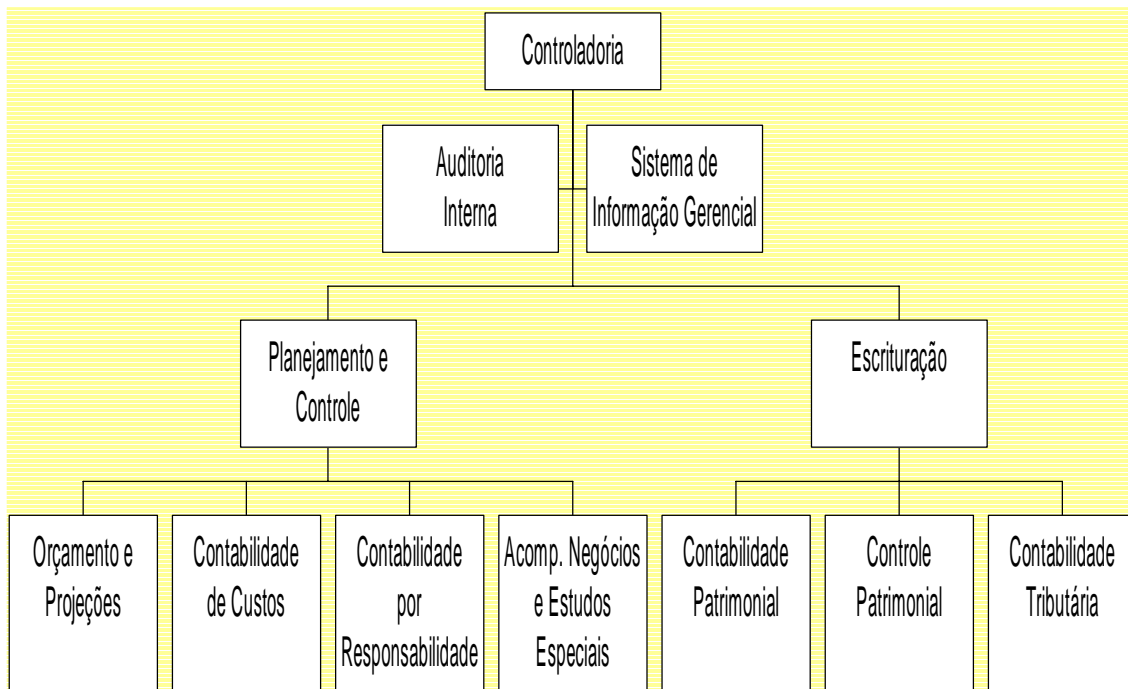 Controladoria
Auditoria
Interna
Sistema de
Informação Gerencial
Planejamento e
Controle
Escrituração
Orçamento e
Projeções
Contabilidade
de Custos
Contabilidade
por
Responsabilidade
Acomp. Negócios
e Estudos
Especiais
Contabilidade
Patrimonial
Controle
Patrimonial
Contabilidade
Tributária